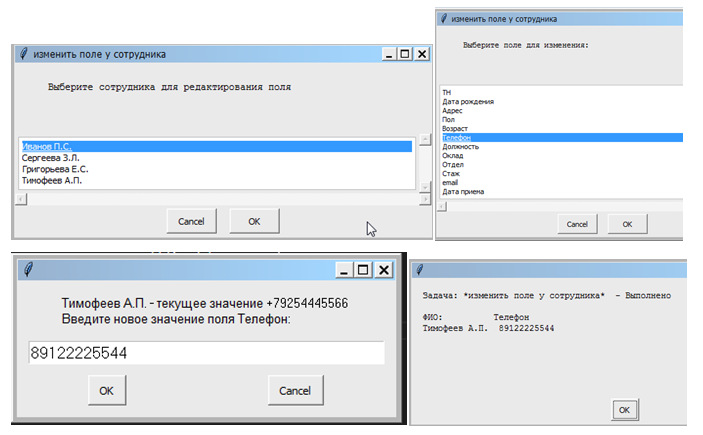 изменить поле у сотрудника
Выберите сотрудника для редактирования поля
Иванов П.С.
Сергеева З.Л.
Григорьева Е.С.
Тимофеев А.П.
Cancel OK
изменить поле у сотрудника
Выберите поле для изменения:
ТН
Дата рождения
Адрес
Пол
Возраст
Телефон
Должность
Оклад
Отдел
Стаж
email
Дата приема
Cancel OK
Тимофеев А.П. - текущее значение +79254445566
Введите новое значение поля Телефон:
89122225544
OK Cancel
Задача: *изменить поле у сотрудника* - Выполнено
ФИО: Телефон
Тимофеев А.П. 89122225544
OK